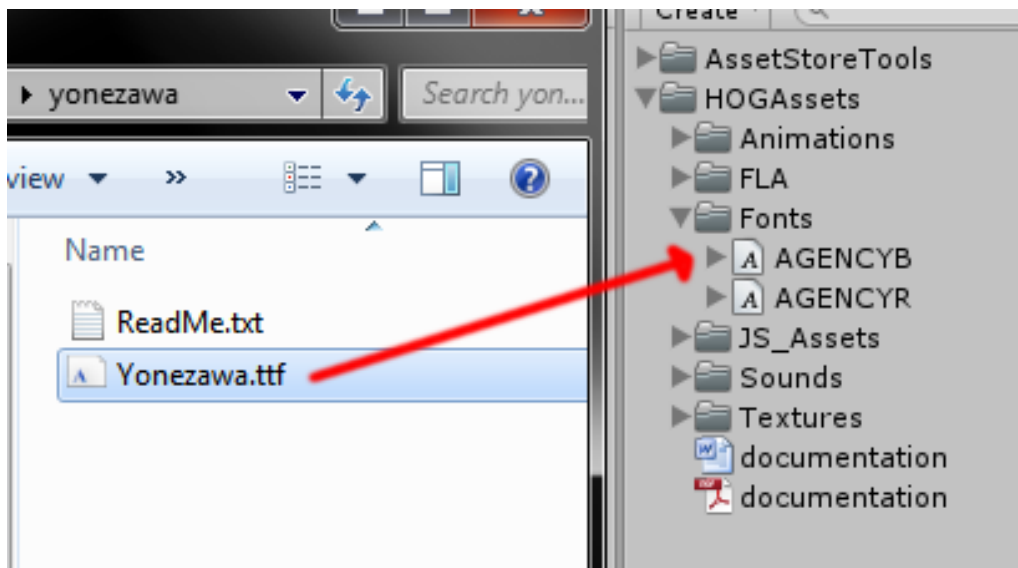 yonezawa
Search yon...
view
»
Name
ReadMe.txt
Yonezawa.ttf
Create
AssetStoreTools
HOGAssets
Animations
FLA
Fonts
AGENCYB
AGENCYR
JS_Assets
Sounds
Textures
documentation
documentation